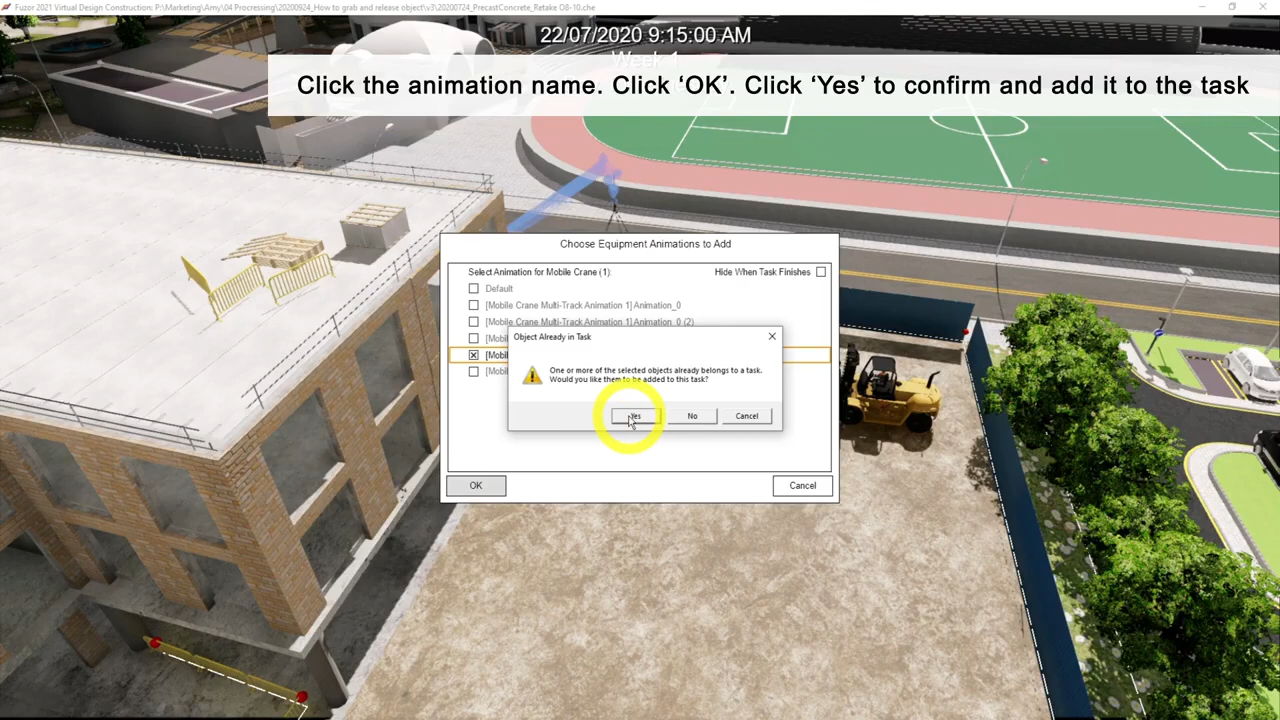 Fuzor 2021 Virtual Design Construction: P:\Marketing\Amy\04 Procressing\20200924_How to grab and release object\v3\20200724_PrecastConcrete_Retake 08-10.che
22/07/2020 9:15:00 AM
Week 1
Click the animation name. Click ‘OK’. Click ‘Yes’ to confirm and add it to the task
Choose Equipment Animations to Add
Select Animation for Mobile Crane (1):
Hide When Task Finishes
Default
[Mobile Crane Multi-Track Animation 1] Animation_0
[Mobile Crane Multi-Track Animation 1] Animation_0 (2)
Object Already in Task
One or more of the selected objects already belongs to a task.
Would you like them to be added to this task?
Yes
No
Cancel
OK
Cancel